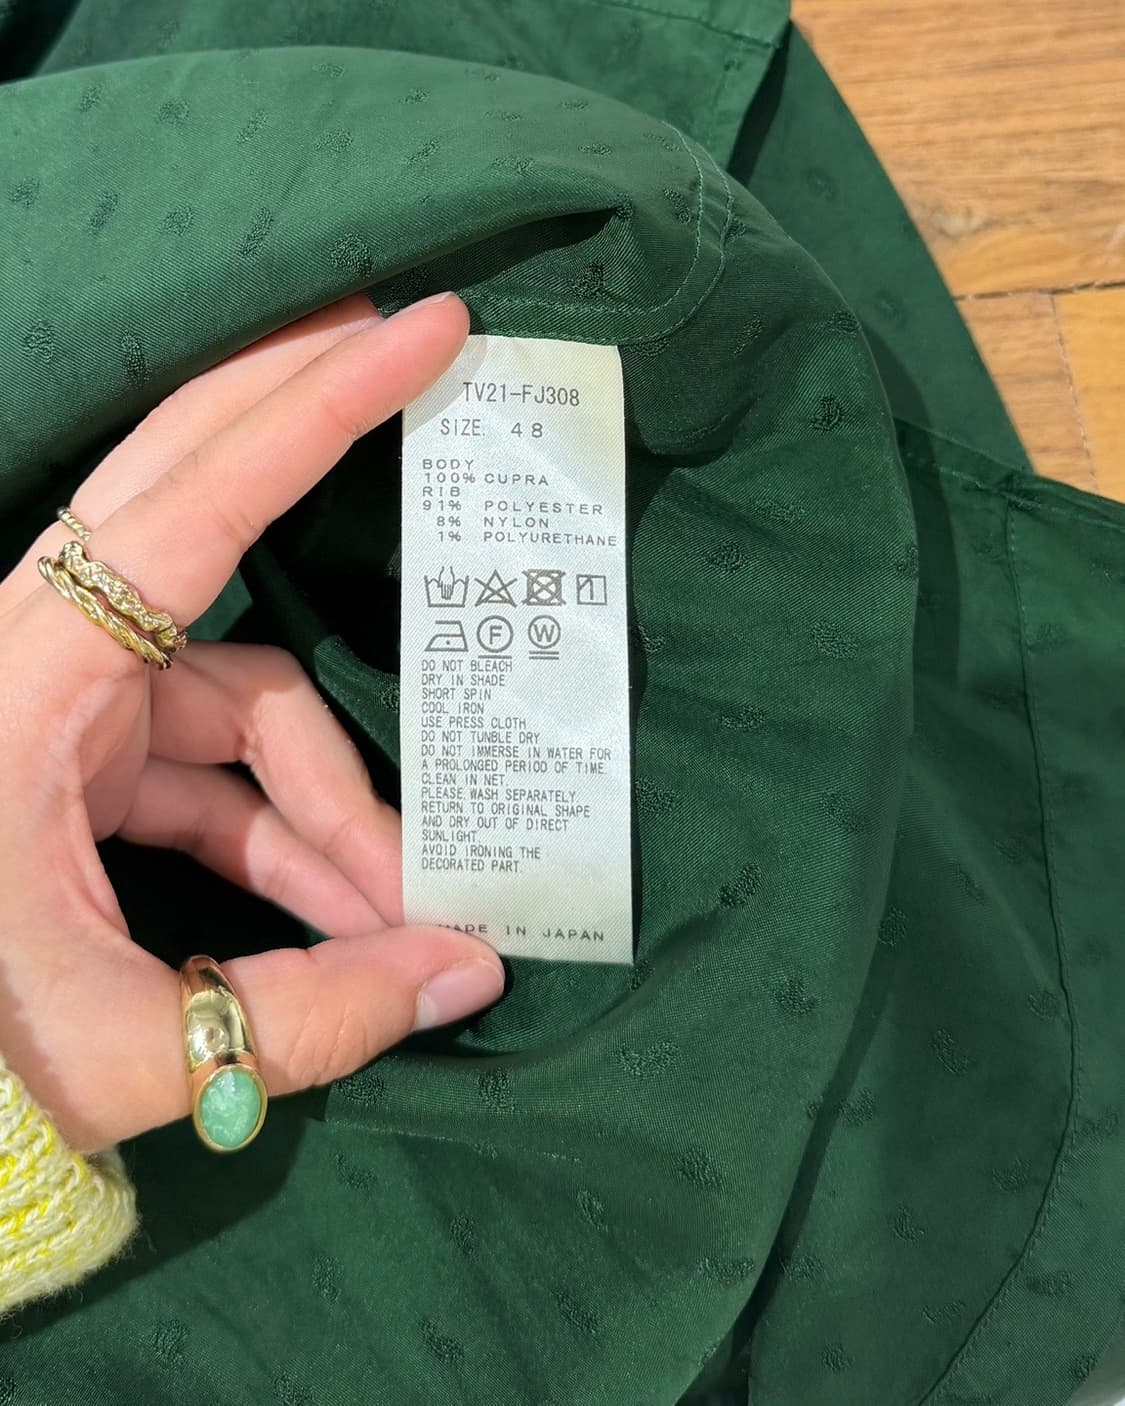 TV21-FJ308
SIZE. 48
BODY
100% CUPRA
RIB
91% POLYESTER
8% NYLON
1% POLYURETHANE
F W
DO NOT BLEACH
DRY IN SHADE
SHORT SPIN
COOL IRON
USE PRESS CLOTH
DO NOT TUNBLE DRY
DO NOT IMMERSE IN WATER FOR
A PROLONGED PERIOD OF TIME.
CLEAN IN NET
PLEASE WASH SEPARATELY
RETURN TO ORIGINAL SHAPE
AND DRY OUT OF DIRECT
SUNLIGHT.
AVOID IRONING THE
DECORATED PART.
MADE IN JAPAN